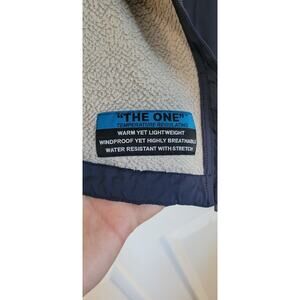 "THE ONE"
TEMPERATURE REGULATING
WARM YET LIGHTWEIGHT
WINDPROOF YET HIGHLY BREATHABLE
WATER RESISTANT WITH STRETCH